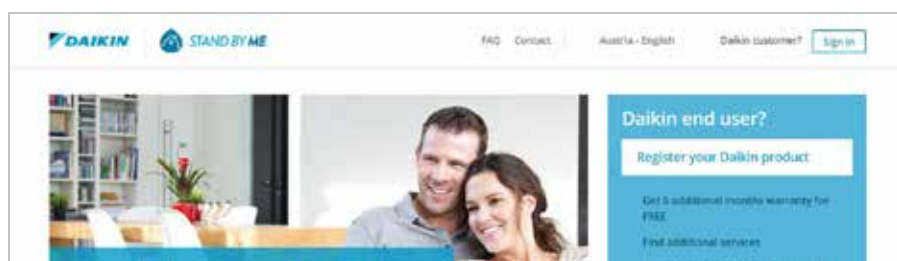 DAIKIN STAND BY ME FAQ Contact Austria - English Daikin customer? Sign in
Daikin end user?
Register your Daikin product
Get 6 additional months warranty for
FREE
Find additional services